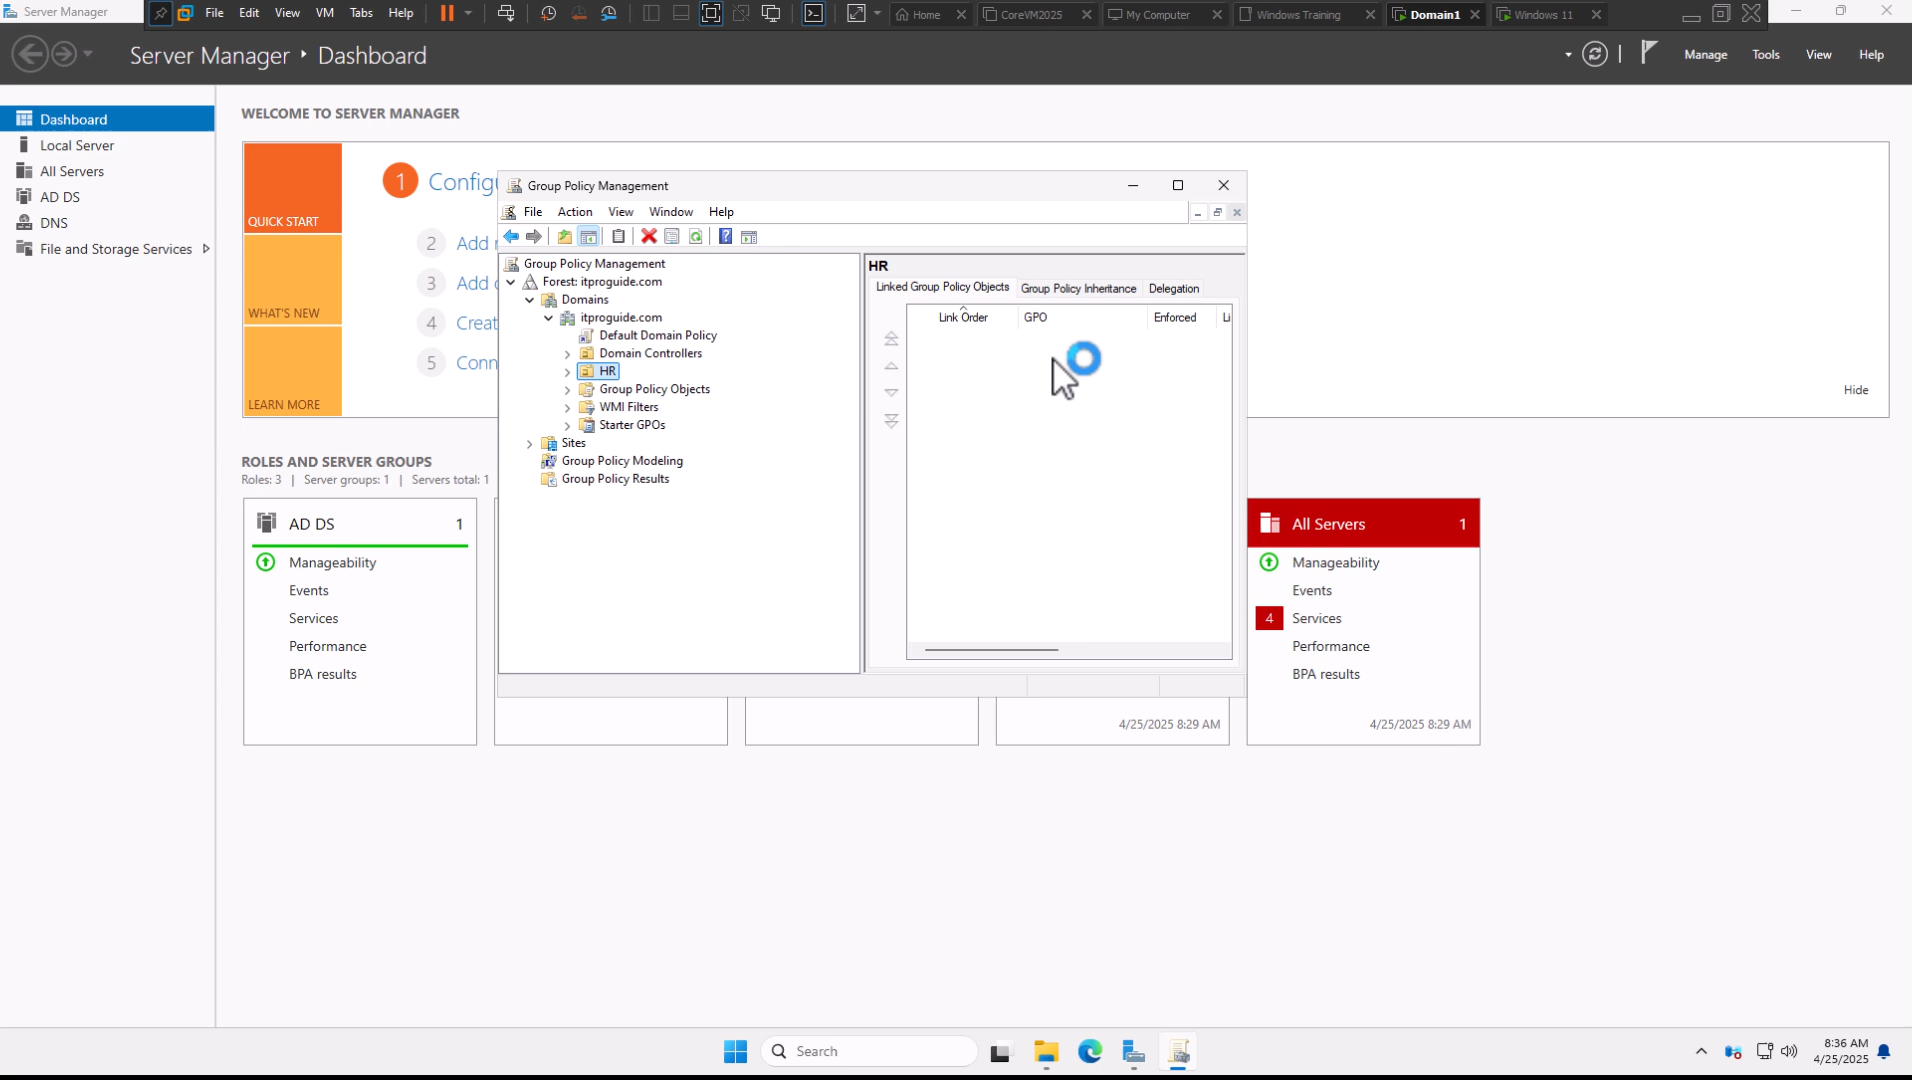 Server Manager
File Edit View VM Tabs Help
Home
CoreVM2025
My Computer
Windows Training
Domain1
Windows 11
Server Manager • Dashboard
Manage Tools View Help
Dashboard
Local Server
All Servers
AD DS
DNS
File and Storage Services
WELCOME TO SERVER MANAGER
QUICK START
WHAT'S NEW
LEARN MORE
1 Config
2 Add
3 Add
4 Creat
5 Conn
Hide
Group Policy Management
File Action View Window Help
Group Policy Management
Forest: itproguide.com
Domains
itproguide.com
Default Domain Policy
Domain Controllers
HR
Group Policy Objects
WMI Filters
Starter GPOs
Sites
Group Policy Modeling
Group Policy Results
HR
Linked Group Policy Objects Group Policy Inheritance Delegation
Link Order GPO Enforced Li
ROLES AND SERVER GROUPS
Roles: 3 | Server groups: 1 | Servers total: 1
AD DS 1
Manageability
Events
Services
Performance
BPA results
4/25/2025 8:29 AM
All Servers 1
Manageability
Events
4 Services
Performance
BPA results
4/25/2025 8:29 AM
Search
8:36 AM
4/25/2025